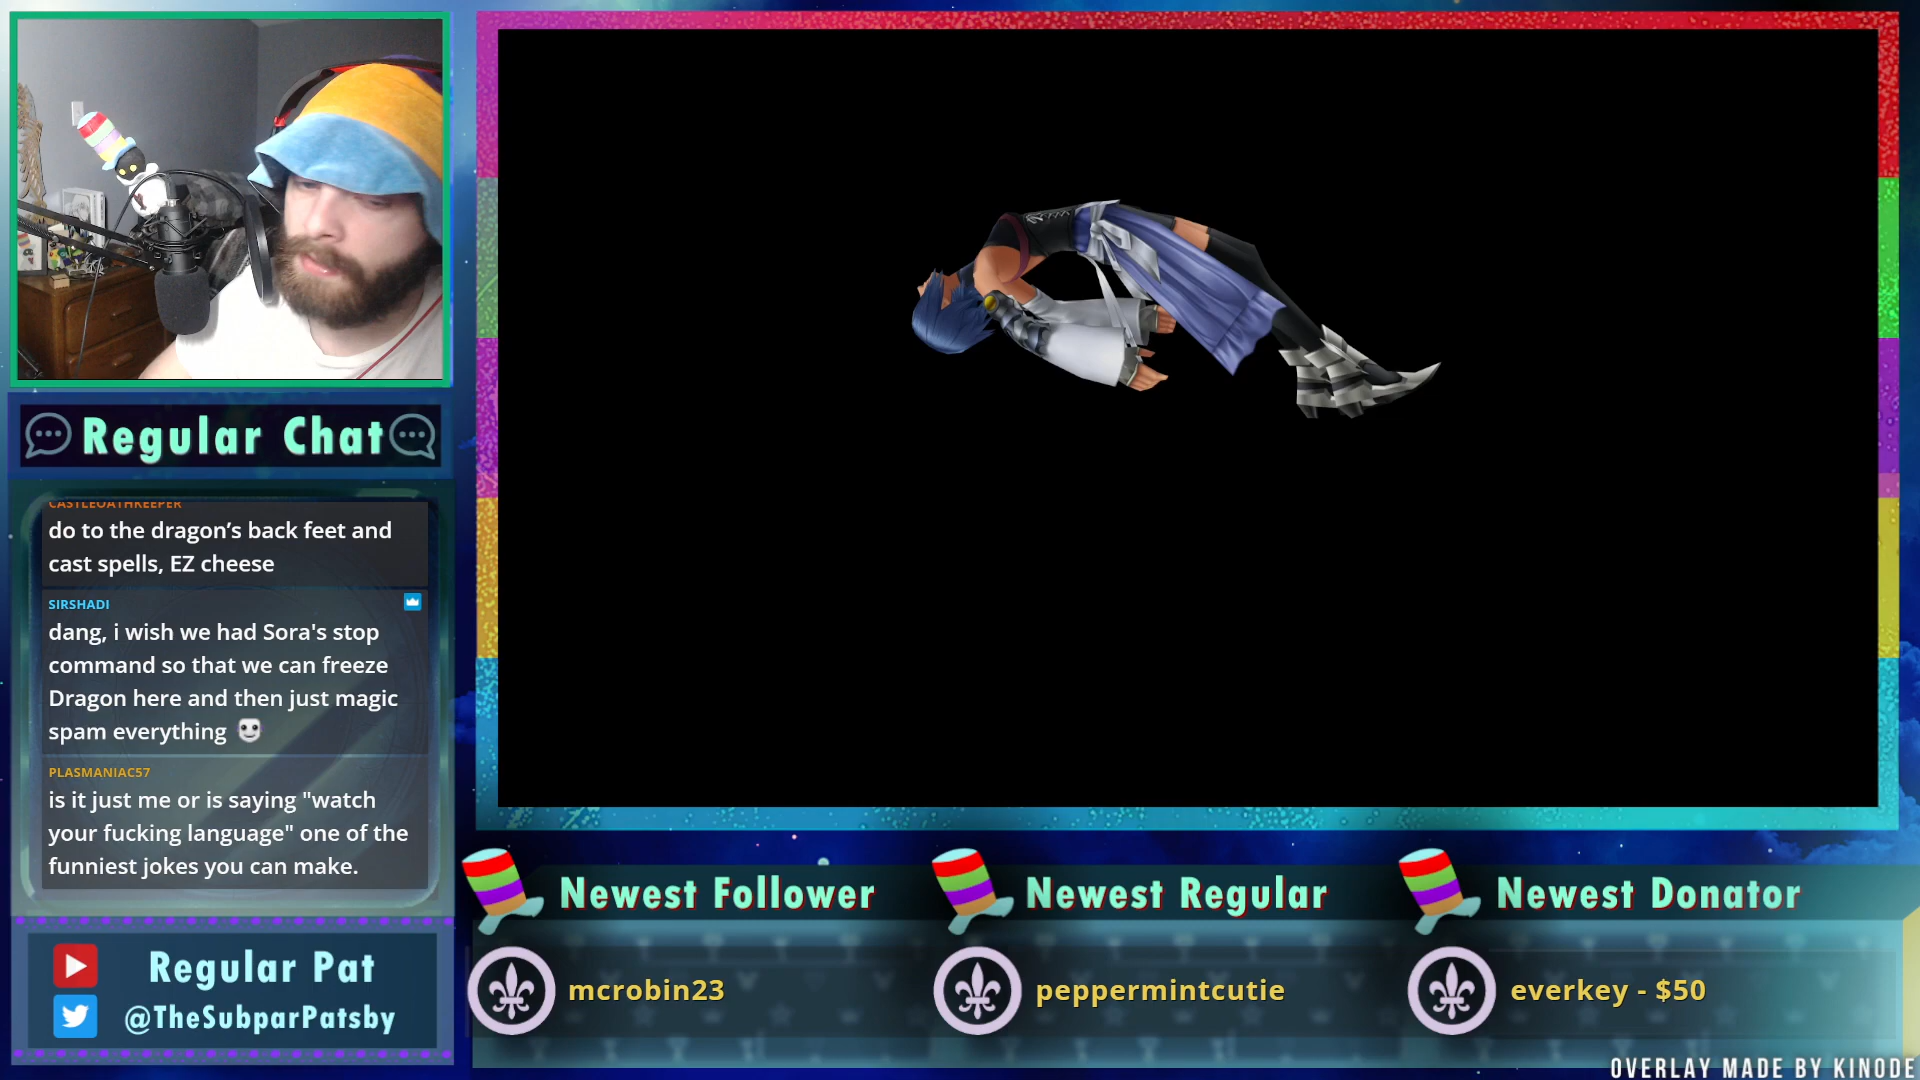 Regular Chat
CASTLEOATHKEEPER
do to the dragon’s back feet and
cast spells, EZ cheese
SIRSHADI
dang, i wish we had Sora's stop
command so that we can freeze
Dragon here and then just magic
spam everything
PLASMANIAC57
is it just me or is saying "watch
your fucking language" one of the
funniest jokes you can make.
Regular Pat
@TheSubparPatsby
Newest Follower
mcrobin23
Newest Regular
peppermintcutie
Newest Donator
everkey - $50
OVERLAY MADE BY KINODE